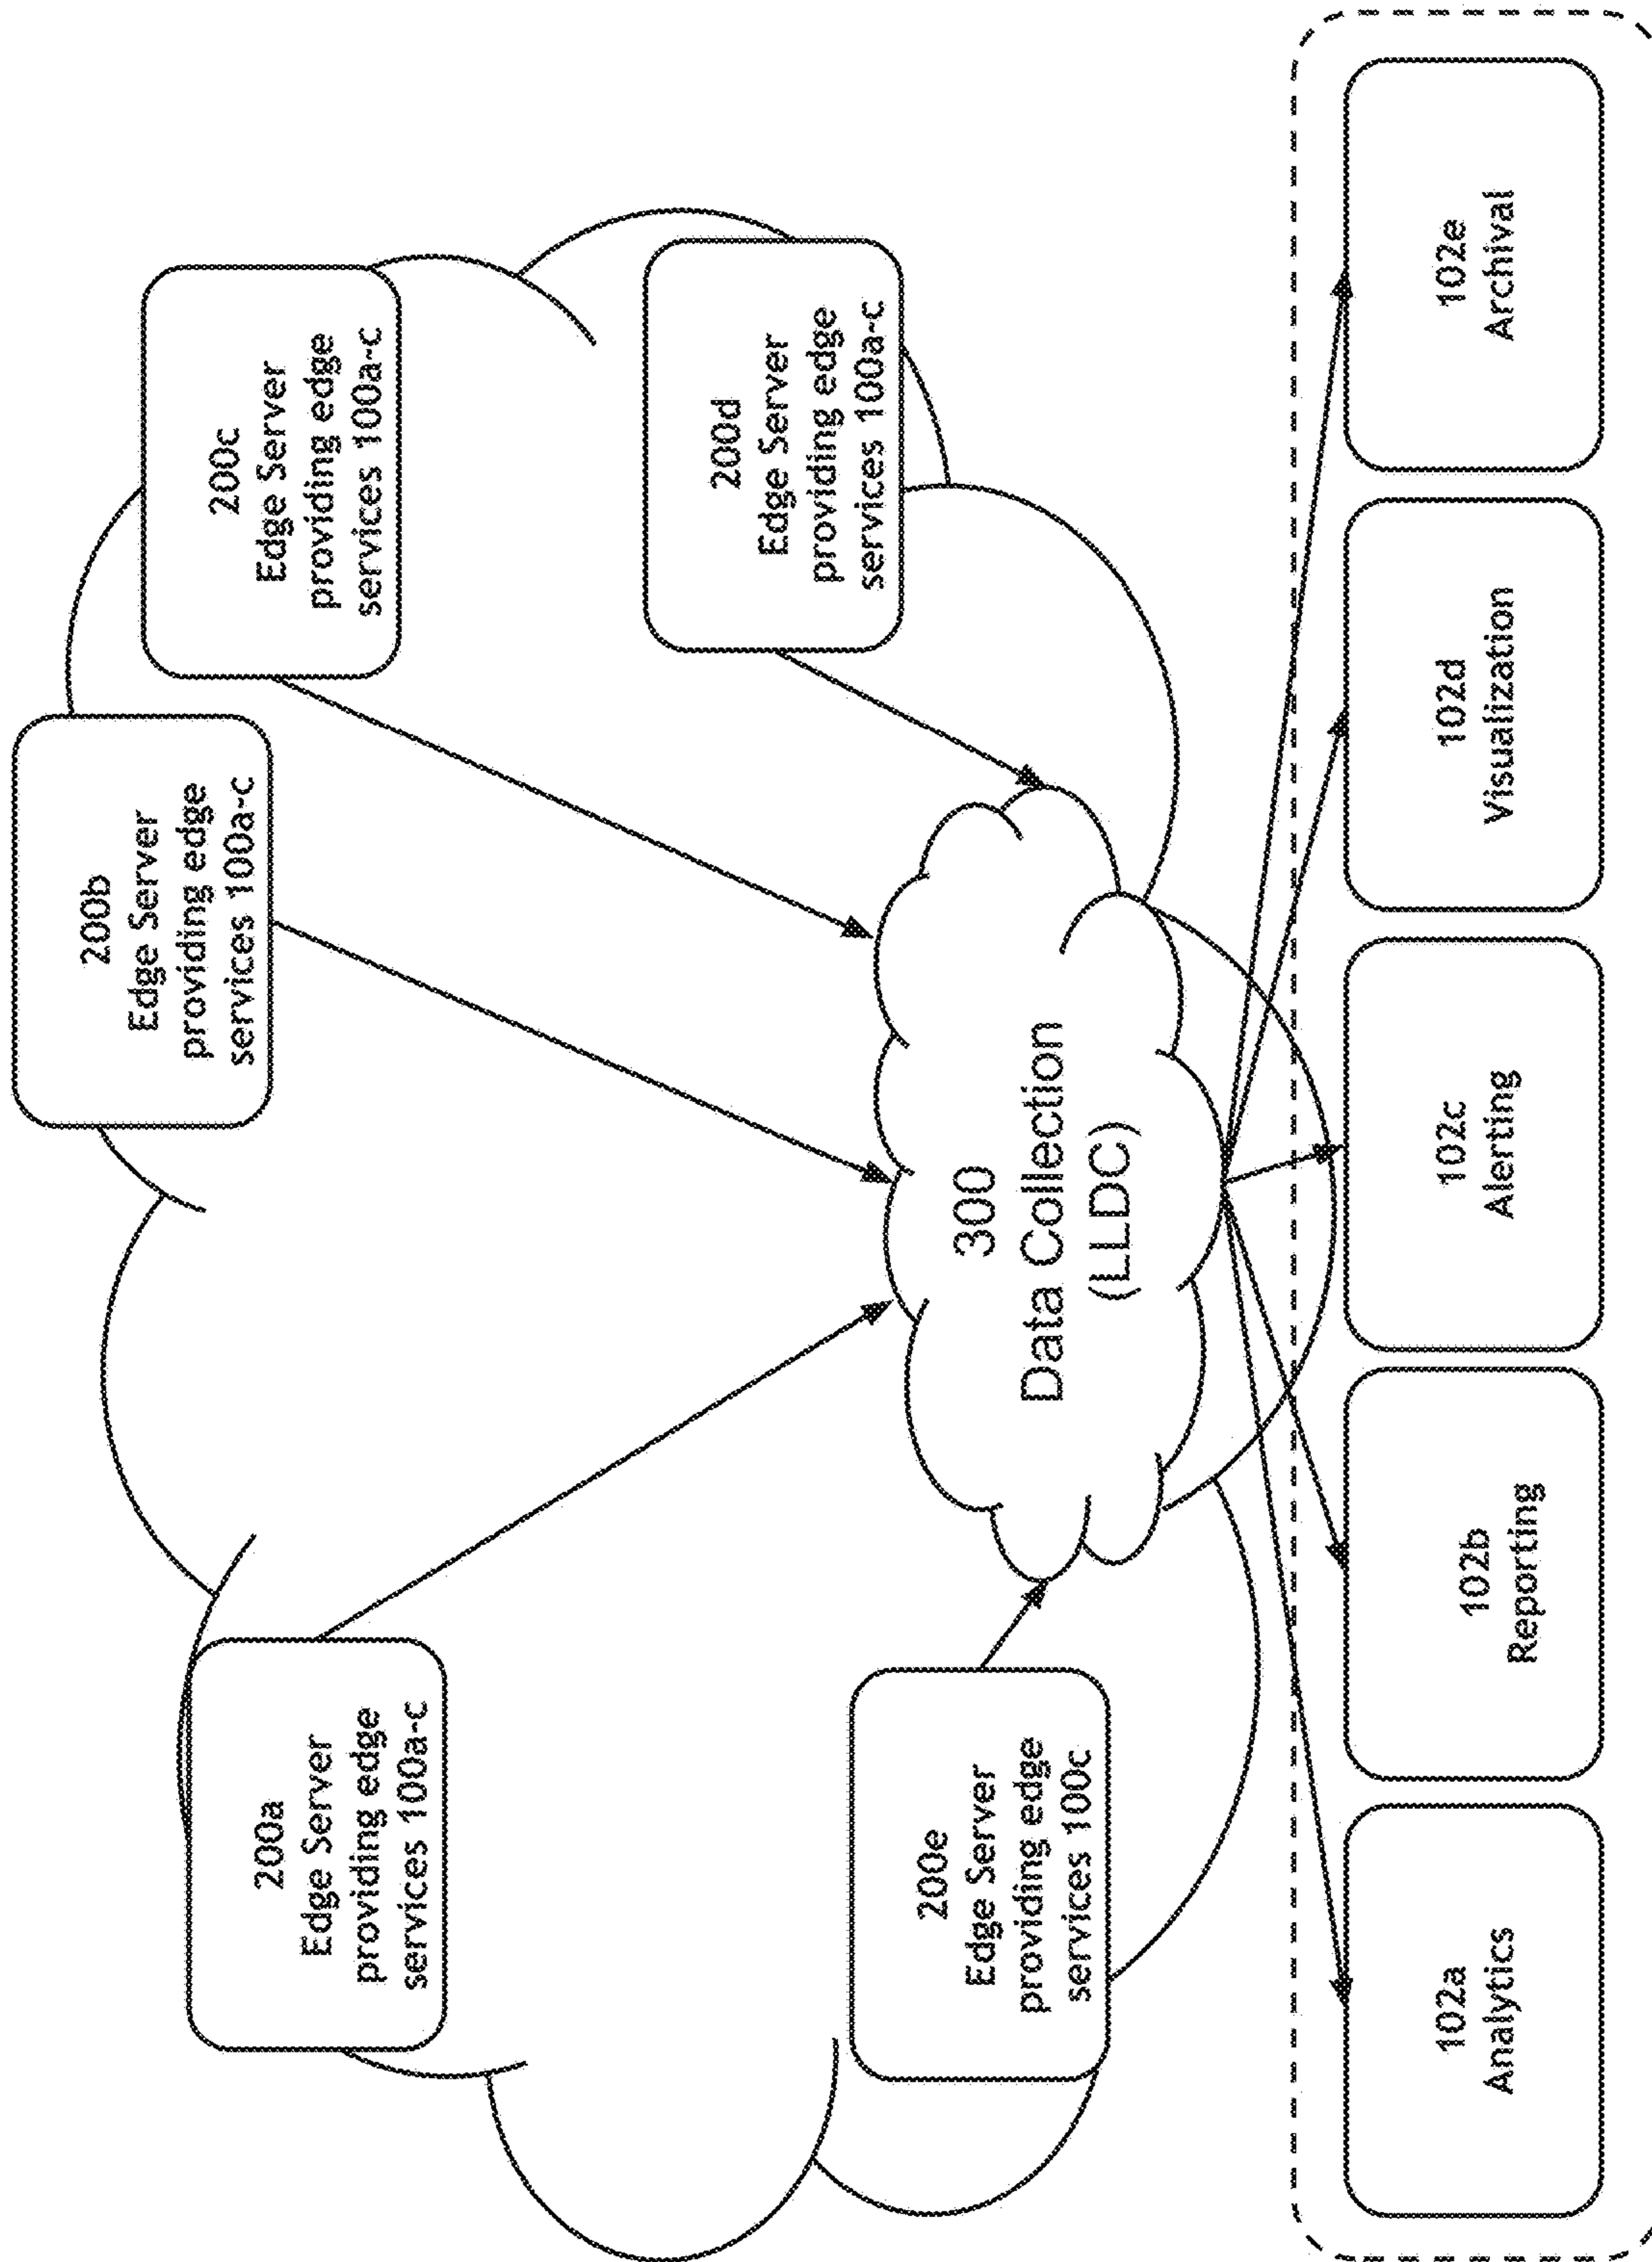 200a
Edge Server
providing edge
services 100a-c
200b
Edge Server
providing edge
services 100a-c
200c
Edge Server
providing edge
services 100a-c
200d
Edge Server
providing edge
services 100a-c
200e
Edge Server
providing edge
services 100c
300
Data Collection
(LLDC)
102a
Analytics
102b
Reporting
102c
Alerting
102d
Visualization
102e
Archival